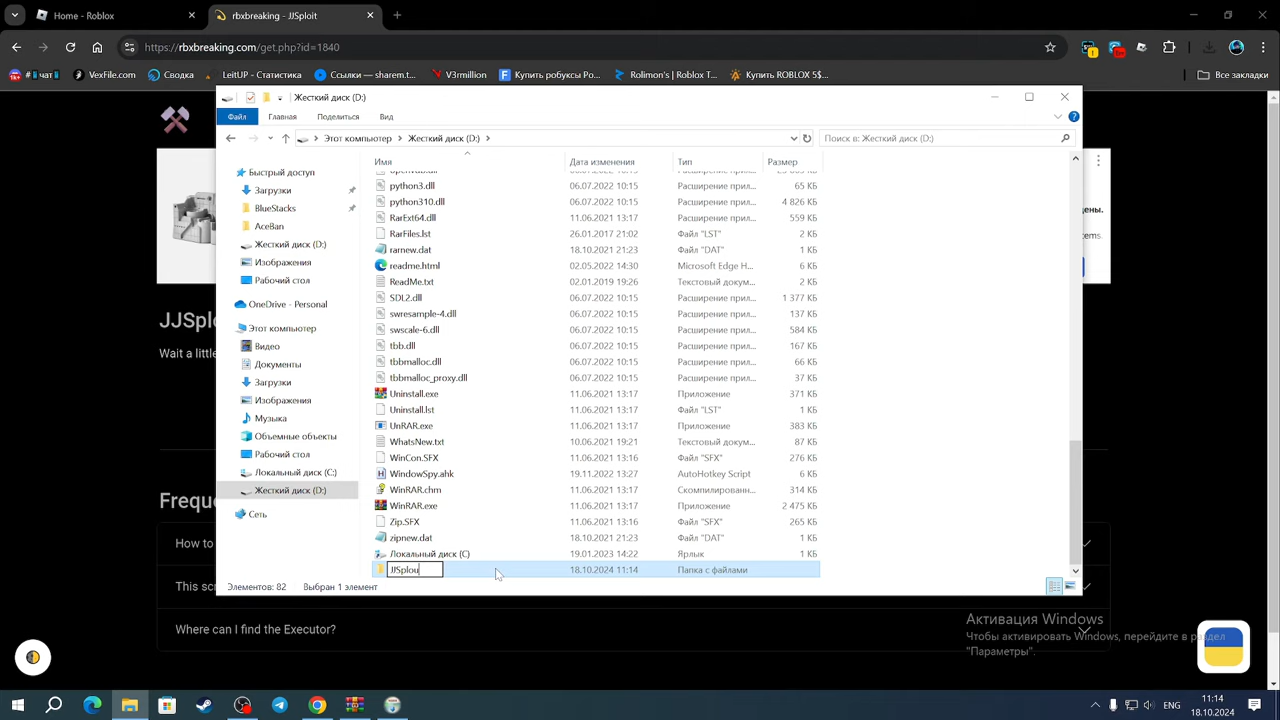 Home - Roblox
rbxbreaking - JJSploit
https://rbxbreaking.com/get.php?id=1840
Vexfile.com
Сводка
LeitUP - Статистика
Ссылки — sharem.t...
V3rmillion
Купить робуксы Ро...
Rolimon's | Roblox T...
Купить ROBLOX 5$...
Все закладки
Жесткий диск (D:)
Файл
Главная
Поделиться
Вид
Этот компьютер
Жесткий диск (D:)
Поиск в: Жесткий диск (D:)
Имя
Дата изменения
Тип
Размер
Быстрый доступ
Загрузки
BlueStacks
AceBan
Жесткий диск (D:)
Изображения
Рабочий стол
OneDrive - Personal
Этот компьютер
Видео
Документы
Загрузки
Изображения
Музыка
Объемные объекты
Рабочий стол
Локальный диск (C:)
Жесткий диск (D:)
Сеть
python3.dll 06.07.2022 10:15 Расширение прил... 65 КБ
python310.dll 06.07.2022 10:15 Расширение прил... 4 826 КБ
RarExt64.dll 11.06.2021 13:17 Расширение прил... 559 КБ
RarFiles.lst 26.01.2017 21:02 Файл "LST" 2 КБ
rarnew.dat 18.10.2021 21:23 Файл "DAT" 1 КБ
readme.html 02.05.2022 14:30 Microsoft Edge H... 6 КБ
ReadMe.txt 02.01.2019 19:26 Текстовый докум... 2 КБ
SDL2.dll 06.07.2022 10:15 Расширение прил... 1 377 КБ
swresample-4.dll 06.07.2022 10:15 Расширение прил... 137 КБ
swscale-6.dll 06.07.2022 10:15 Расширение прил... 584 КБ
tbb.dll 06.07.2022 10:15 Расширение прил... 167 КБ
tbbmalloc.dll 06.07.2022 10:15 Расширение прил... 66 КБ
tbbmalloc_proxy.dll 06.07.2022 10:15 Расширение прил... 37 КБ
Uninstall.exe 11.06.2021 13:17 Приложение 371 КБ
Uninstall.lst 11.06.2021 13:17 Файл "LST" 1 КБ
UnRAR.exe 11.06.2021 13:17 Приложение 383 КБ
WhatsNew.txt 10.06.2021 19:21 Текстовый докум... 87 КБ
WinCon.SFX 11.06.2021 13:16 Файл "SFX" 276 КБ
WindowSpy.ahk 19.11.2022 13:27 AutoHotkey Script 6 КБ
WinRAR.chm 11.06.2021 13:17 Скомпилированн... 314 КБ
WinRAR.exe 11.06.2021 13:17 Приложение 2 475 КБ
Zip.SFX 11.06.2021 13:16 Файл "SFX" 265 КБ
zipnew.dat 18.10.2021 21:23 Файл "DAT" 1 КБ
Локальный диск (C) 19.01.2023 14:22 Ярлык 1 КБ
JJSplou 18.10.2024 11:14 Папка с файлами
Элементов: 82
Выбран 1 элемент
JJSplo
Wait a little
Freque
How to
This scr
Where can I find the Executor?
дены.
tems.
Активация Windows
Чтобы активировать Windows, перейдите в раздел
"Параметры".
11:14
18.10.2024